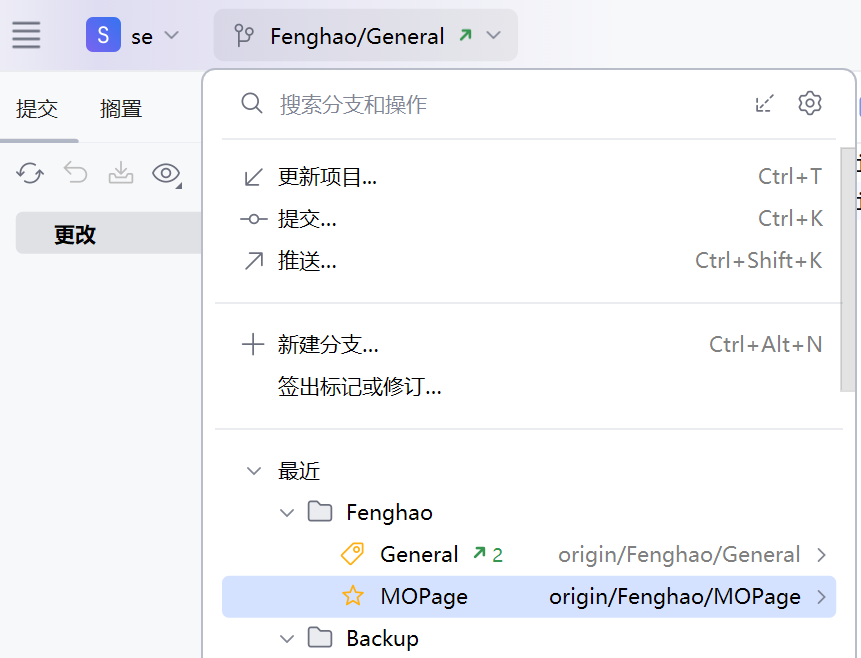 S se Fenghao/General
提交 搁置
搜索分支和操作
更新项目... Ctrl+T
提交... Ctrl+K
推送... Ctrl+Shift+K
更改
新建分支... Ctrl+Alt+N
签出标记或修订...
最近
Fenghao
General 2 origin/Fenghao/General
MOPage origin/Fenghao/MOPage
Backup